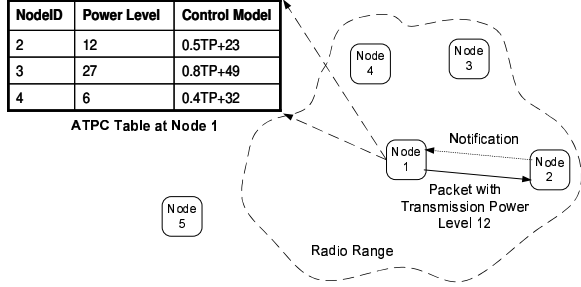 NodeID Power Level Control Model
2 12 0.5TP+23
3 27 0.8TP+49
4 6 0.4TP+32
ATPC Table at Node 1
Node
4
Node
3
Node
1
Notification
Node
2
Packet with
Transmission Power
Level 12
Node
5
Radio Range